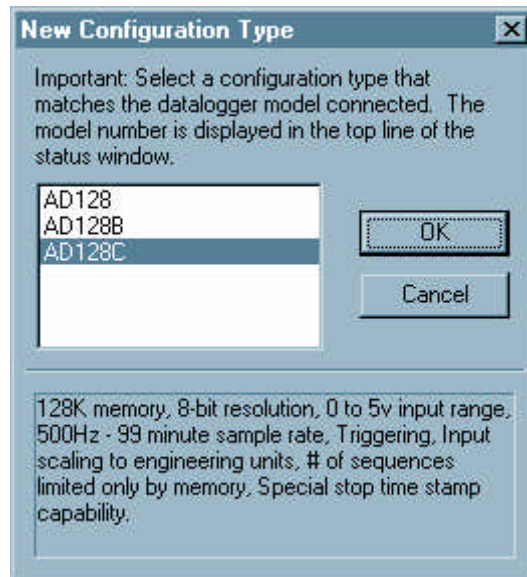 New Configuration Type
Important: Select a configuration type that
matches the datalogger model connected. The
model number is displayed in the top line of the
status window.
AD128
AD128B
AD128C
OK
Cancel
128K memory, 8-bit resolution, 0 to 5v input range,
500Hz - 99 minute sample rate, Triggering, Input
scaling to engineering units, # of sequences
limited only by memory, Special stop time stamp
capability.